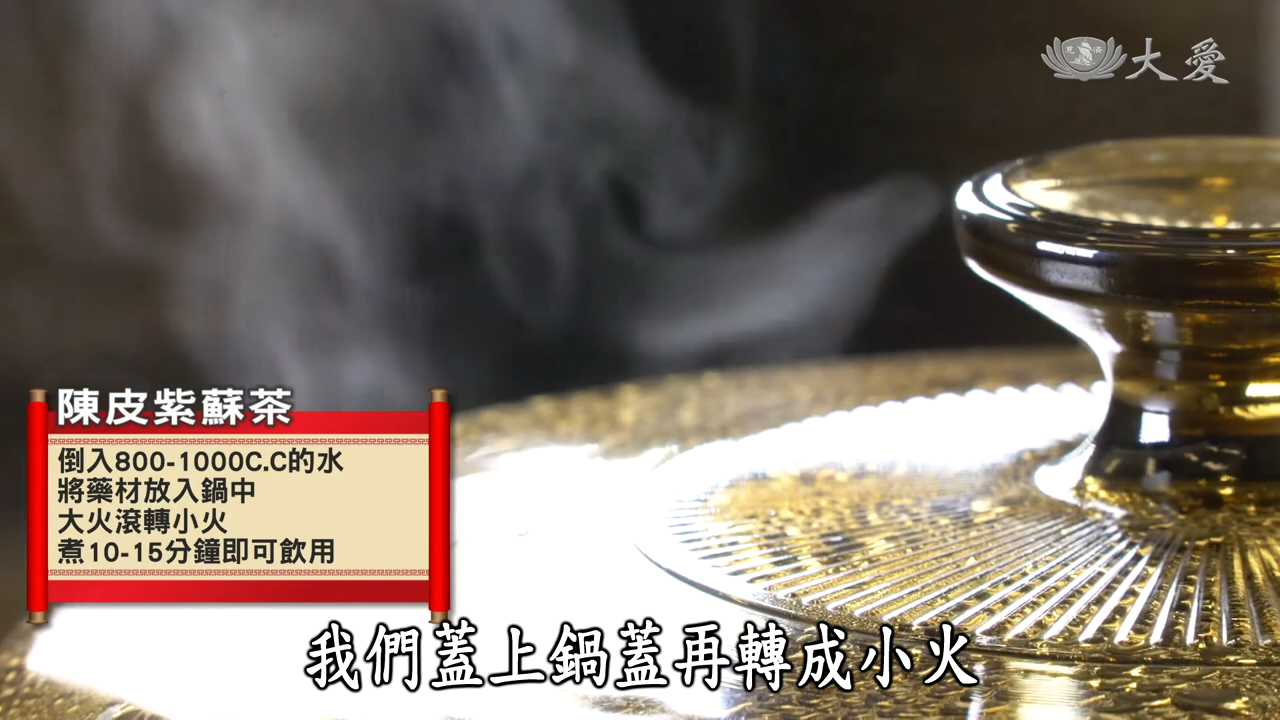 大愛
陳皮紫蘇茶
倒入800-1000C.C的水
將藥材放入鍋中
大火滾轉小火
煮10-15分鐘即可飲用
我們蓋上鍋蓋再轉成小火